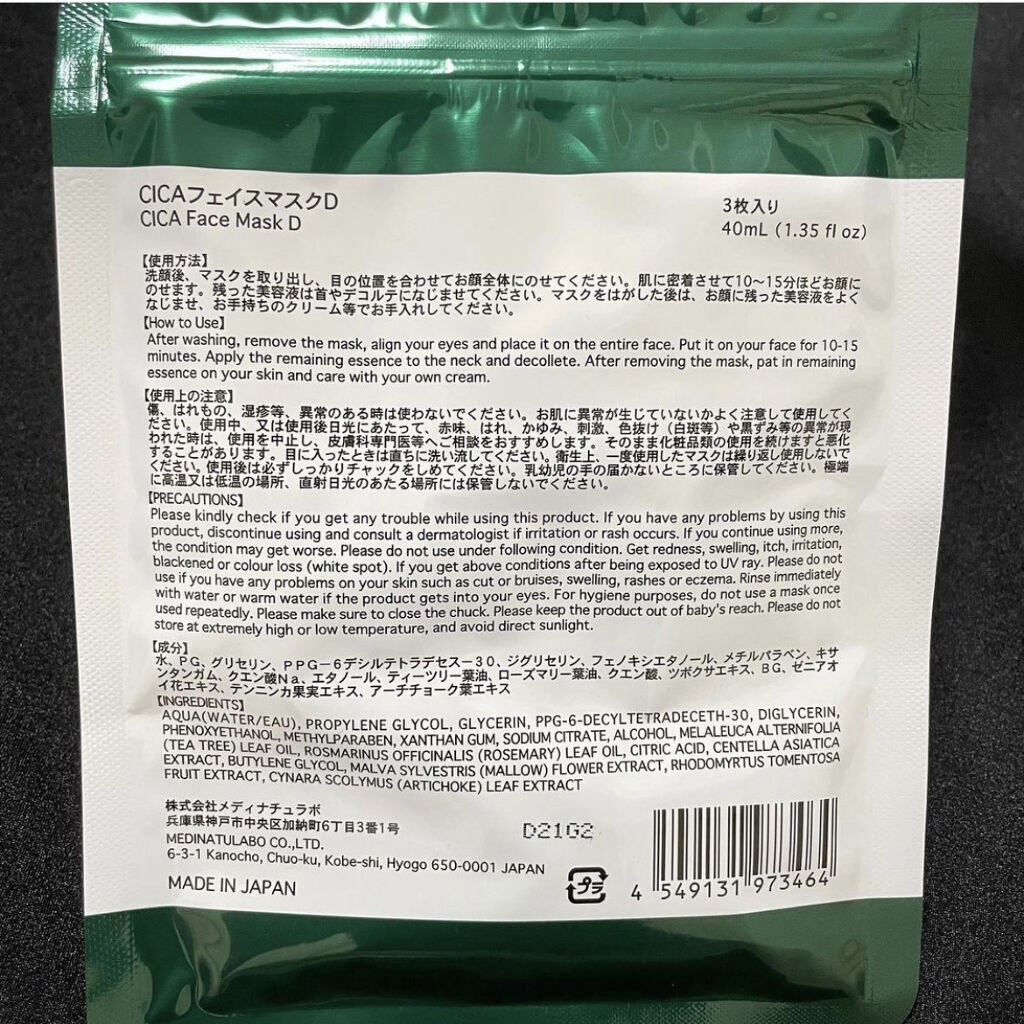 CICAフェイスマスクD
CICA Face Mask D
3枚入り
40mL (1.35 fl oz)
【使用方法】
洗顔後、マスクを取り出し、目の位置を合わせてお顔全体にのせてください。肌に密着させて10〜15分ほどお顔に
のせます。残った美容液は首やデコルテになじませてください。マスクをはがした後は、お顔に残った美容液をよく
なじませ、お手持ちのクリーム等でお手入れしてください。
【How to Use】
After washing, remove the mask, align your eyes and place it on the entire face. Put it on your face for 10-15
minutes. Apply the remaining essence to the neck and decollete. After removing the mask, pat in remaining
essence on your skin and care with your own cream.
【使用上の注意】
傷、はれもの、湿疹等、異常のある時は使わないでください。お肌に異常が生じていないかよく注意して使用してく
ださい。使用中、又は使用後日光にあたって、赤味、はれ、かゆみ、刺激、色抜け（白斑等）や黒ずみ等の異常が現
われた時は、使用を中止し、皮膚科専門医等へご相談をおすすめします。そのまま化粧品類の使用を続けますと悪化
することがあります。目に入ったときは直ちに洗い流してください。衛生上、一度使用したマスクは繰り返し使用しないで
ください。使用後は必ずしっかりチャックをしめてください。乳幼児の手の届かないところに保管してください。極端
に高温又は低温の場所、直射日光のあたる場所には保管しないでください。
【PRECAUTIONS】
Please kindly check if you get any trouble while using this product. If you have any problems by using this
product, discontinue using and consult a dermatologist if irritation or rash occurs. If you continue using more,
the condition may get worse. Please do not use under following condition. Get redness, swelling, itch, irritation,
blackened or colour loss (white spot). If you get above conditions after being exposed to UV ray. Please do not
use if you have any problems on your skin such as cut or bruises, swelling, rashes or eczema. Rinse immediately
with water or warm water if the product gets into your eyes. For hygiene purposes, do not use a mask once
used repeatedly. Please make sure to close the chuck. Please keep the product out of baby's reach. Please do not
store at extremely high or low temperature, and avoid direct sunlight.
【成分】
水、ＰＧ、グリセリン、ＰＰＧ－６デシルテトラデセス－３０、ジグリセリン、フェノキシエタノール、メチルパラベン、キサ
ンタンガム、クエン酸Ｎａ、エタノール、ティーツリー葉油、ローズマリー葉油、クエン酸、ツボクサエキス、ＢＧ、ゼニアオ
イ花エキス、テンニンカ果実エキス、アーチチョーク葉エキス
【INGREDIENTS】
AQUA(WATER/EAU), PROPYLENE GLYCOL, GLYCERIN, PPG-6-DECYLTETRADECETH-30, DIGLYCERIN,
PHENOXYETHANOL, METHYLPARABEN, XANTHAN GUM, SODIUM CITRATE, ALCOHOL, MELALEUCA ALTERNIFOLIA
(TEA TREE) LEAF OIL, ROSMARINUS OFFICINALIS (ROSEMARY) LEAF OIL, CITRIC ACID, CENTELLA ASIATICA
EXTRACT, BUTYLENE GLYCOL, MALVA SYLVESTRIS (MALLOW) FLOWER EXTRACT, RHODOMYRTUS TOMENTOSA
FRUIT EXTRACT, CYNARA SCOLYMUS (ARTICHOKE) LEAF EXTRACT
株式会社メディナチュラボ
兵庫県神戸市中央区加納町6丁目3番1号
MEDINATULABO CO.,LTD.
6-3-1 Kanocho, Chuo-ku, Kobe-shi, Hyogo 650-0001 JAPAN
MADE IN JAPAN
D21G2
プラ
4 549131 973464